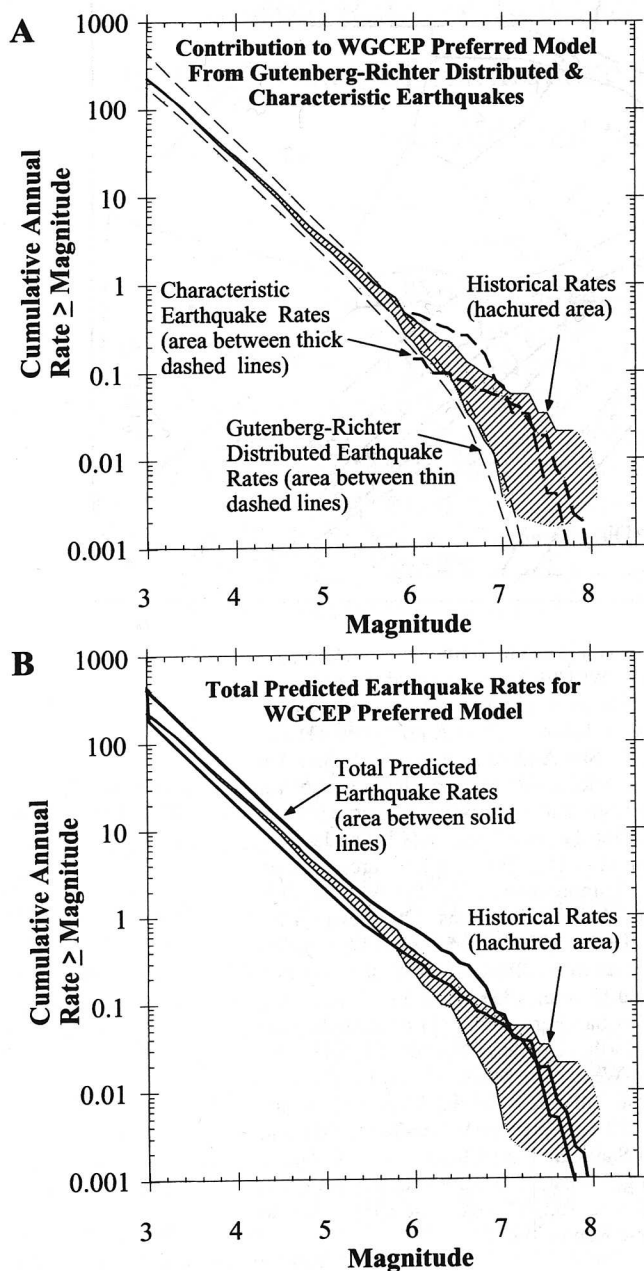 A
Contribution to WGCEP Preferred Model
From Gutenberg-Richter Distributed &
Characteristic Earthquakes
1000
100
10
1
0.1
0.01
0.001
Cumulative Annual
Rate ≥ Magnitude
Characteristic
Earthquake Rates
(area between thick
dashed lines)
Historical Rates
(hachured area)
Gutenberg-Richter
Distributed Earthquake
Rates (area between thin
dashed lines)
3 4 5 6 7 8
Magnitude
B
Total Predicted Earthquake Rates for
WGCEP Preferred Model
1000
100
10
1
0.1
0.01
0.001
Cumulative Annual
Rate ≥ Magnitude
Total Predicted
Earthquake Rates
(area between solid
lines)
Historical Rates
(hachured area)
3 4 5 6 7 8
Magnitude